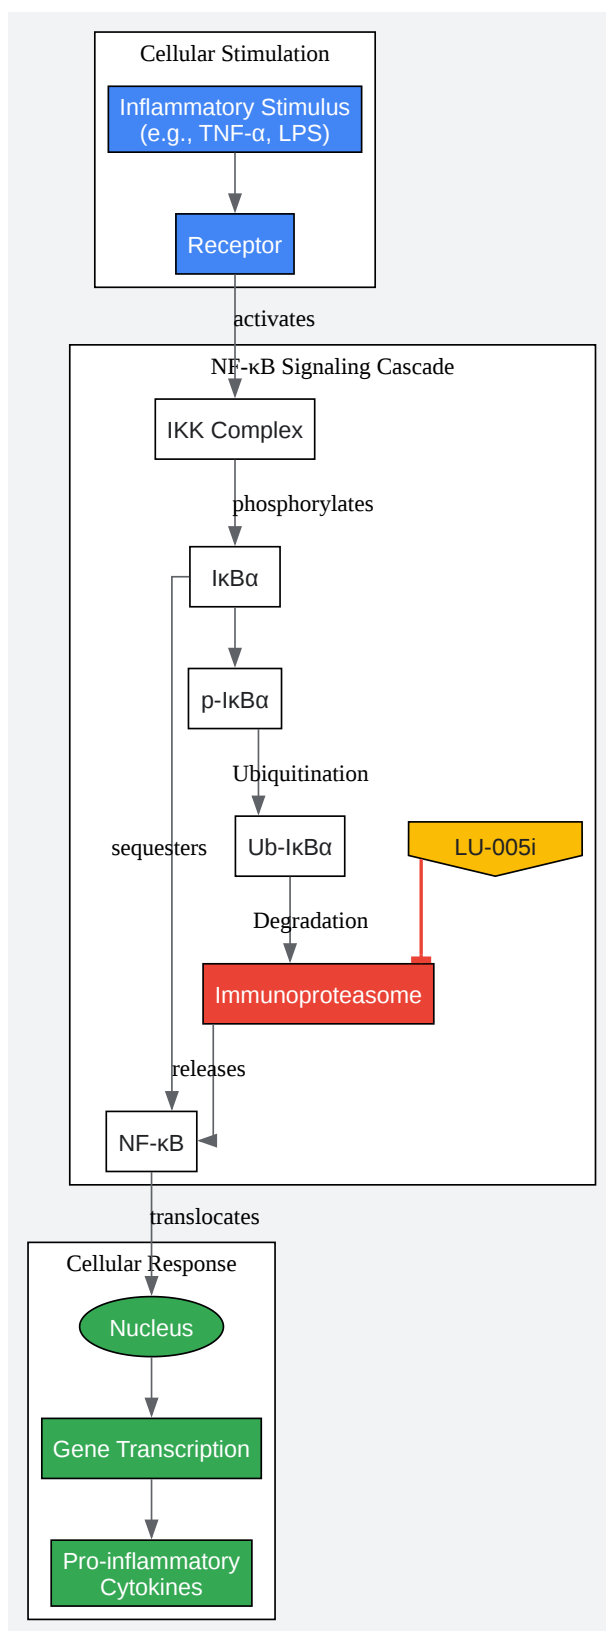 Cellular Stimulation
Inflammatory Stimulus
(e.g., TNF-α, LPS)
Receptor
activates
NF-κB Signaling Cascade
IKK Complex
phosphorylates
IκBα
p-IκBα
Ubiquitination
sequesters
Ub-IκBα
LU-005i
Degradation
Immunoproteasome
releases
NF-κB
translocates
Cellular Response
Nucleus
Gene Transcription
Pro-inflammatory
Cytokines